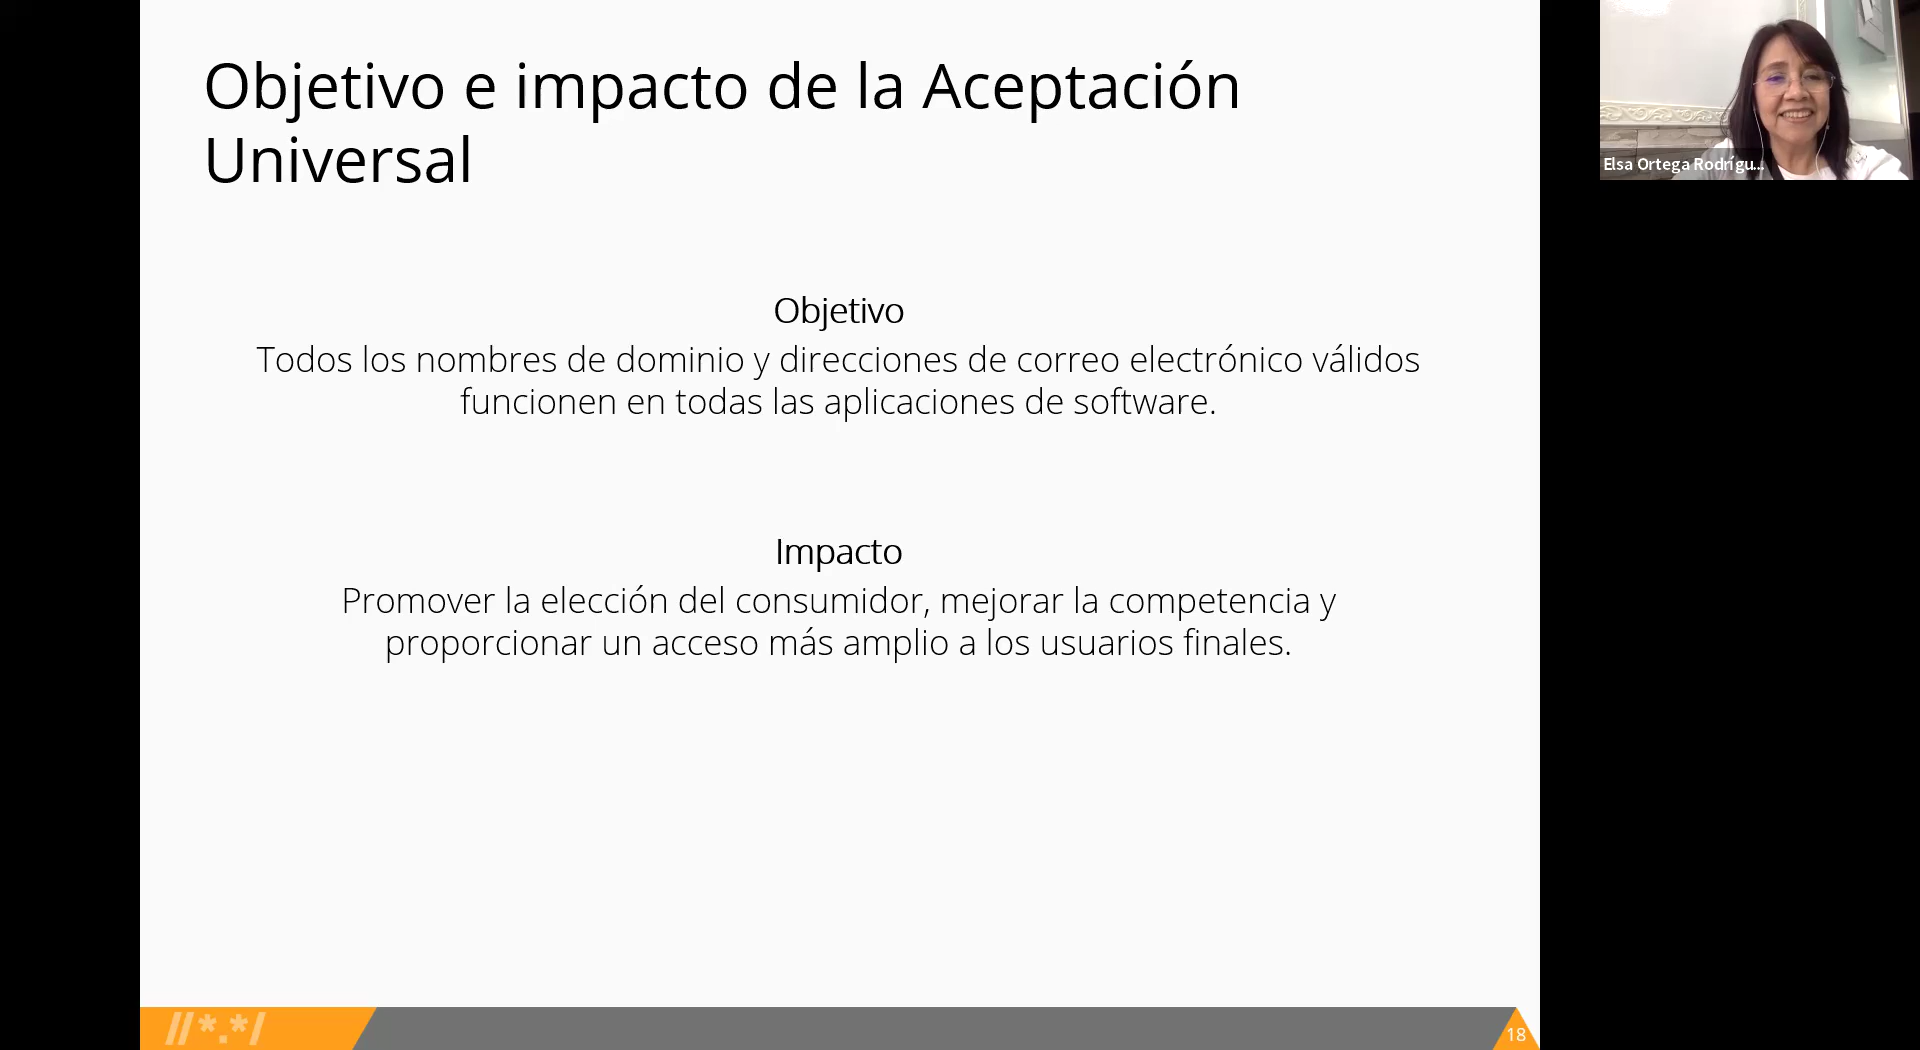 Objetivo e impacto de la Aceptación
Universal
Objetivo
Todos los nombres de dominio y direcciones de correo electrónico válidos
funcionen en todas las aplicaciones de software.
Impacto
Promover la elección del consumidor, mejorar la competencia y
proporcionar un acceso más amplio a los usuarios finales.
//*.*/
18
Elsa Ortega Rodrígu...